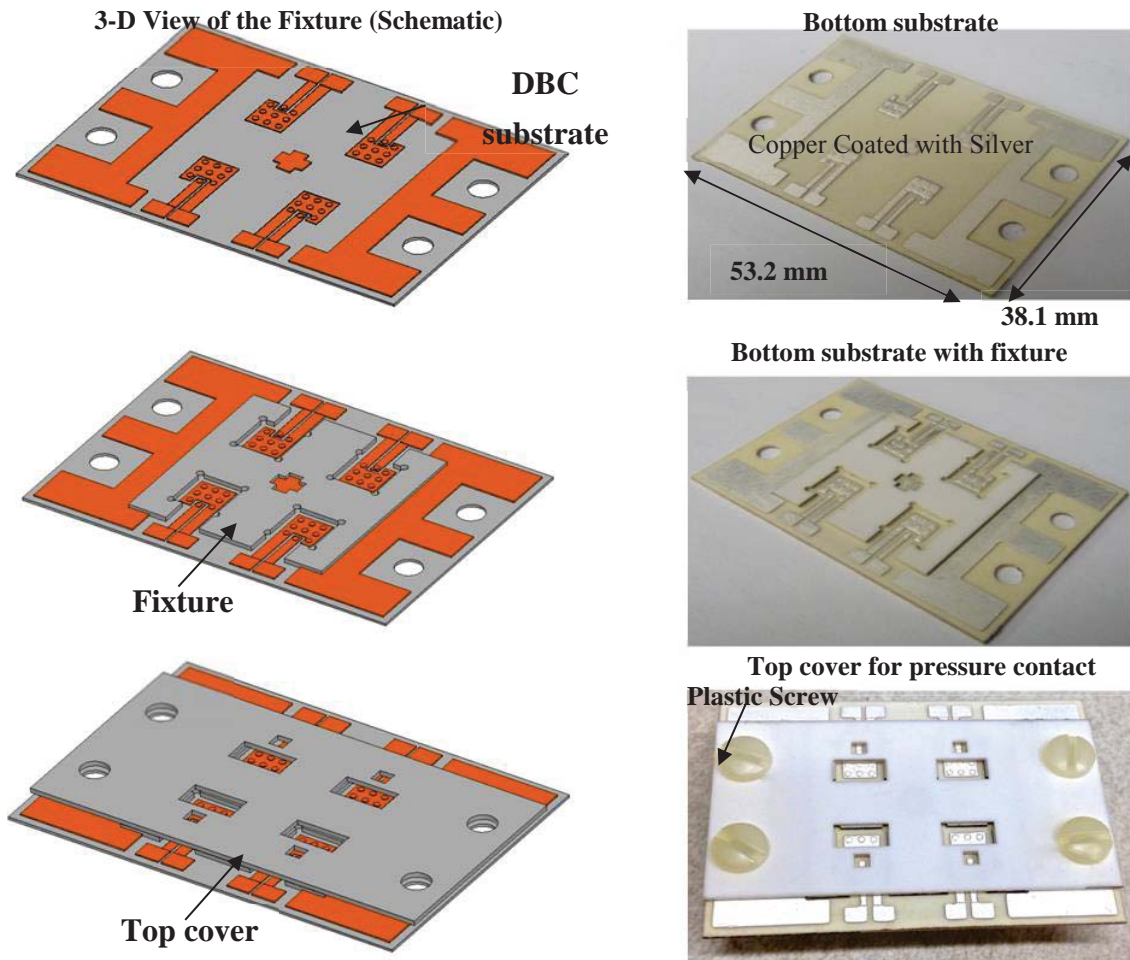 3-D View of the Fixture (Schematic)
DBC
substrate
Bottom substrate
Copper Coated with Silver
53.2 mm
38.1 mm
Fixture
Bottom substrate with fixture
Top cover
Top cover for pressure contact
Plastic Screw